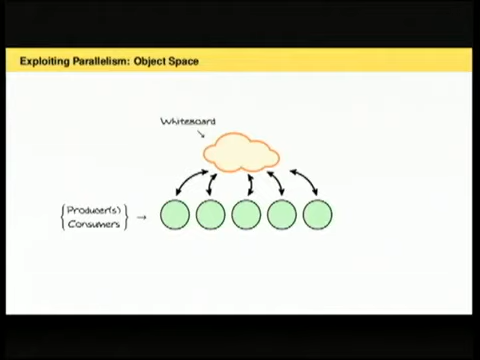 Exploiting Parallelism: Object Space
Whiteboard
Producer(s)
Consumers